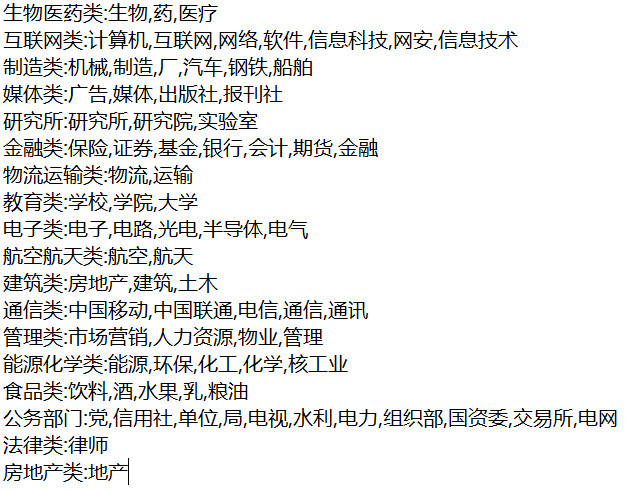 生物医药类:生物,药,医疗
互联网类:计算机,互联网,网络,软件,信息科技,网安,信息技术
制造类:机械,制造,厂,汽车,钢铁,船舶
媒体类:广告,媒体,出版社,报刊社
研究所:研究所,研究院,实验室
金融类:保险,证券,基金,银行,会计,期货,金融
物流运输类:物流,运输
教育类:学校,学院,大学
电子类:电子,电路,光电,半导体,电气
航空航天类:航空,航天
建筑类:房地产,建筑,土木
通信类:中国移动,中国联通,电信,通信,通讯
管理类:市场营销,人力资源,物业,管理
能源化学类:能源,环保,化工,化学,核工业
食品类:饮料,酒,水果,乳,粮油
公务部门:党,信用社,单位,局,电视,水利,电力,组织部,国资委,交易所,电网
法律类:律师
房地产类:地产